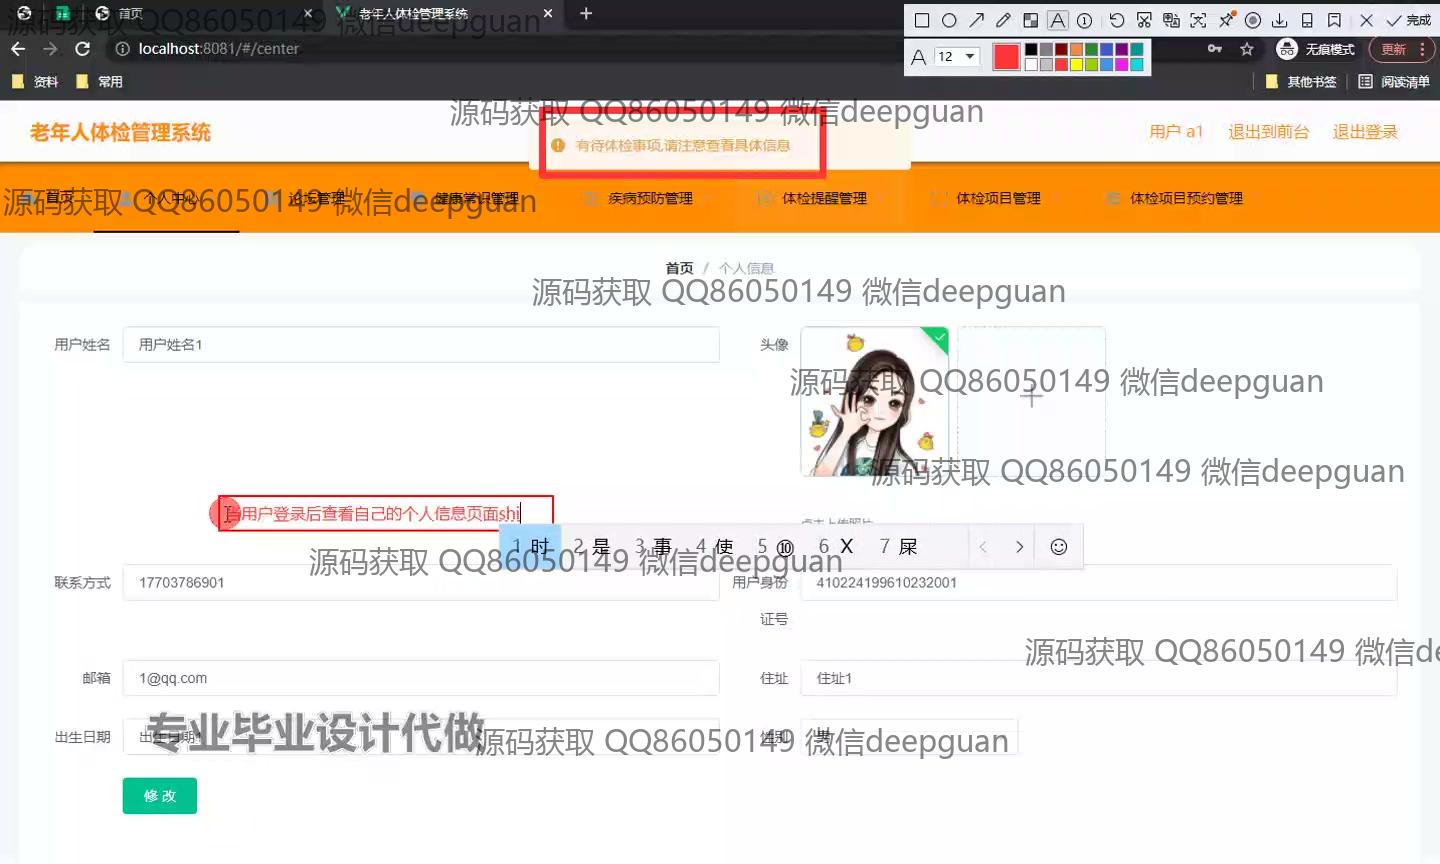 首页
老年人体检管理系统
源码获取 QQ86050149 微信deepguan
完成
localhost:8081/#/center
A 12
无痕模式
更新
资料
常用
其他书签
阅读清单
源码获取 QQ86050149 微信deepguan
老年人体检管理系统
有待体检事项,请注意查看具体信息
用户 a1
退出到前台
退出登录
首页
个人中心
论坛管理
健康常识管理
疾病预防管理
体检提醒管理
体检项目管理
体检项目预约管理
源码获取 QQ86050149 微信deepguan
首页 / 个人信息
源码获取 QQ86050149 微信deepguan
用户姓名
用户姓名1
头像
源码获取 QQ86050149 微信deepguan
源码获取 QQ86050149 微信deepguan
当用户登录后查看自己的个人信息页面shi
点击上传照片
1 时 2 是 3 事 4 使 5 ⑩ 6 X 7 屎
源码获取 QQ86050149 微信deepguan
联系方式
17703786901
用户身份
证号
410224199610232001
源码获取 QQ86050149 微信de
邮箱
1@qq.com
住址
住址1
专业毕业设计代做
出生日期
出生日期1
性别
男
源码获取 QQ86050149 微信deepguan
修 改